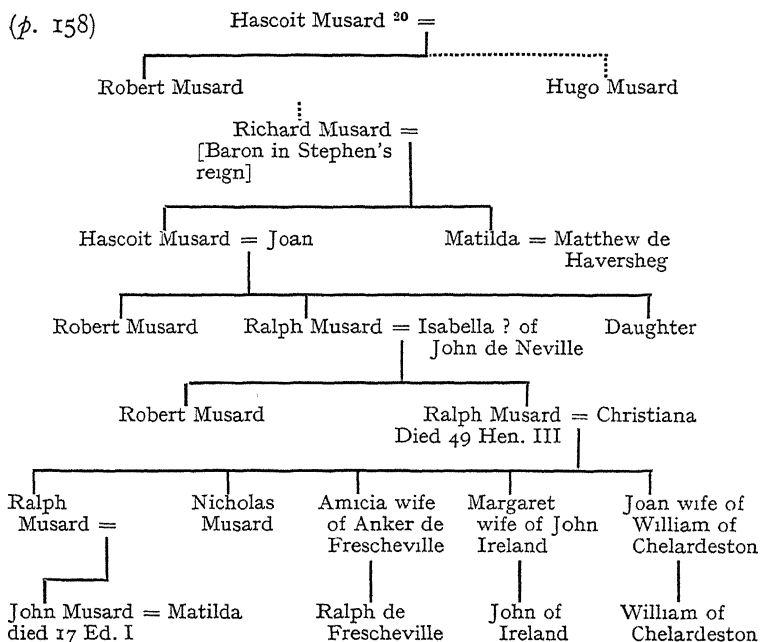 (p. 158)
Hascoit Musard 20 =
Robert Musard
Hugo Musard
Richard Musard =
[Baron in Stephen's
reign]
Hascoit Musard = Joan
Matilda = Matthew de
Haversheg
Robert Musard
Ralph Musard = Isabella ? of
John de Neville
Daughter
Robert Musard
Ralph Musard = Christiana
Died 49 Hen. III
Ralph
Musard =
Nicholas
Musard
Amicia wife
of Anker de
Frescheville
Margaret
wife of John
Ireland
Joan wife of
William of
Chelardeston
John Musard = Matilda
died 17 Ed. I
Ralph de
Frescheville
John of
Ireland
William of
Chelardeston